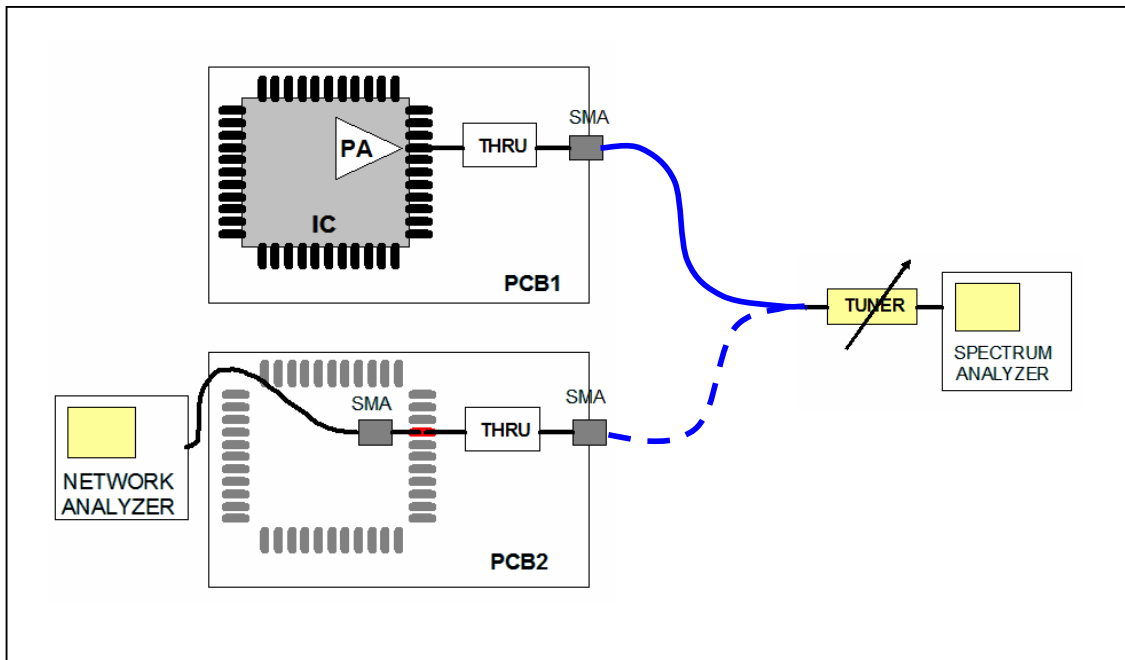 SMA
PA
THRU
IC
PCB1
TUNER
SPECTRUM
ANALYZER
SMA
SMA
THRU
NETWORK
ANALYZER
PCB2